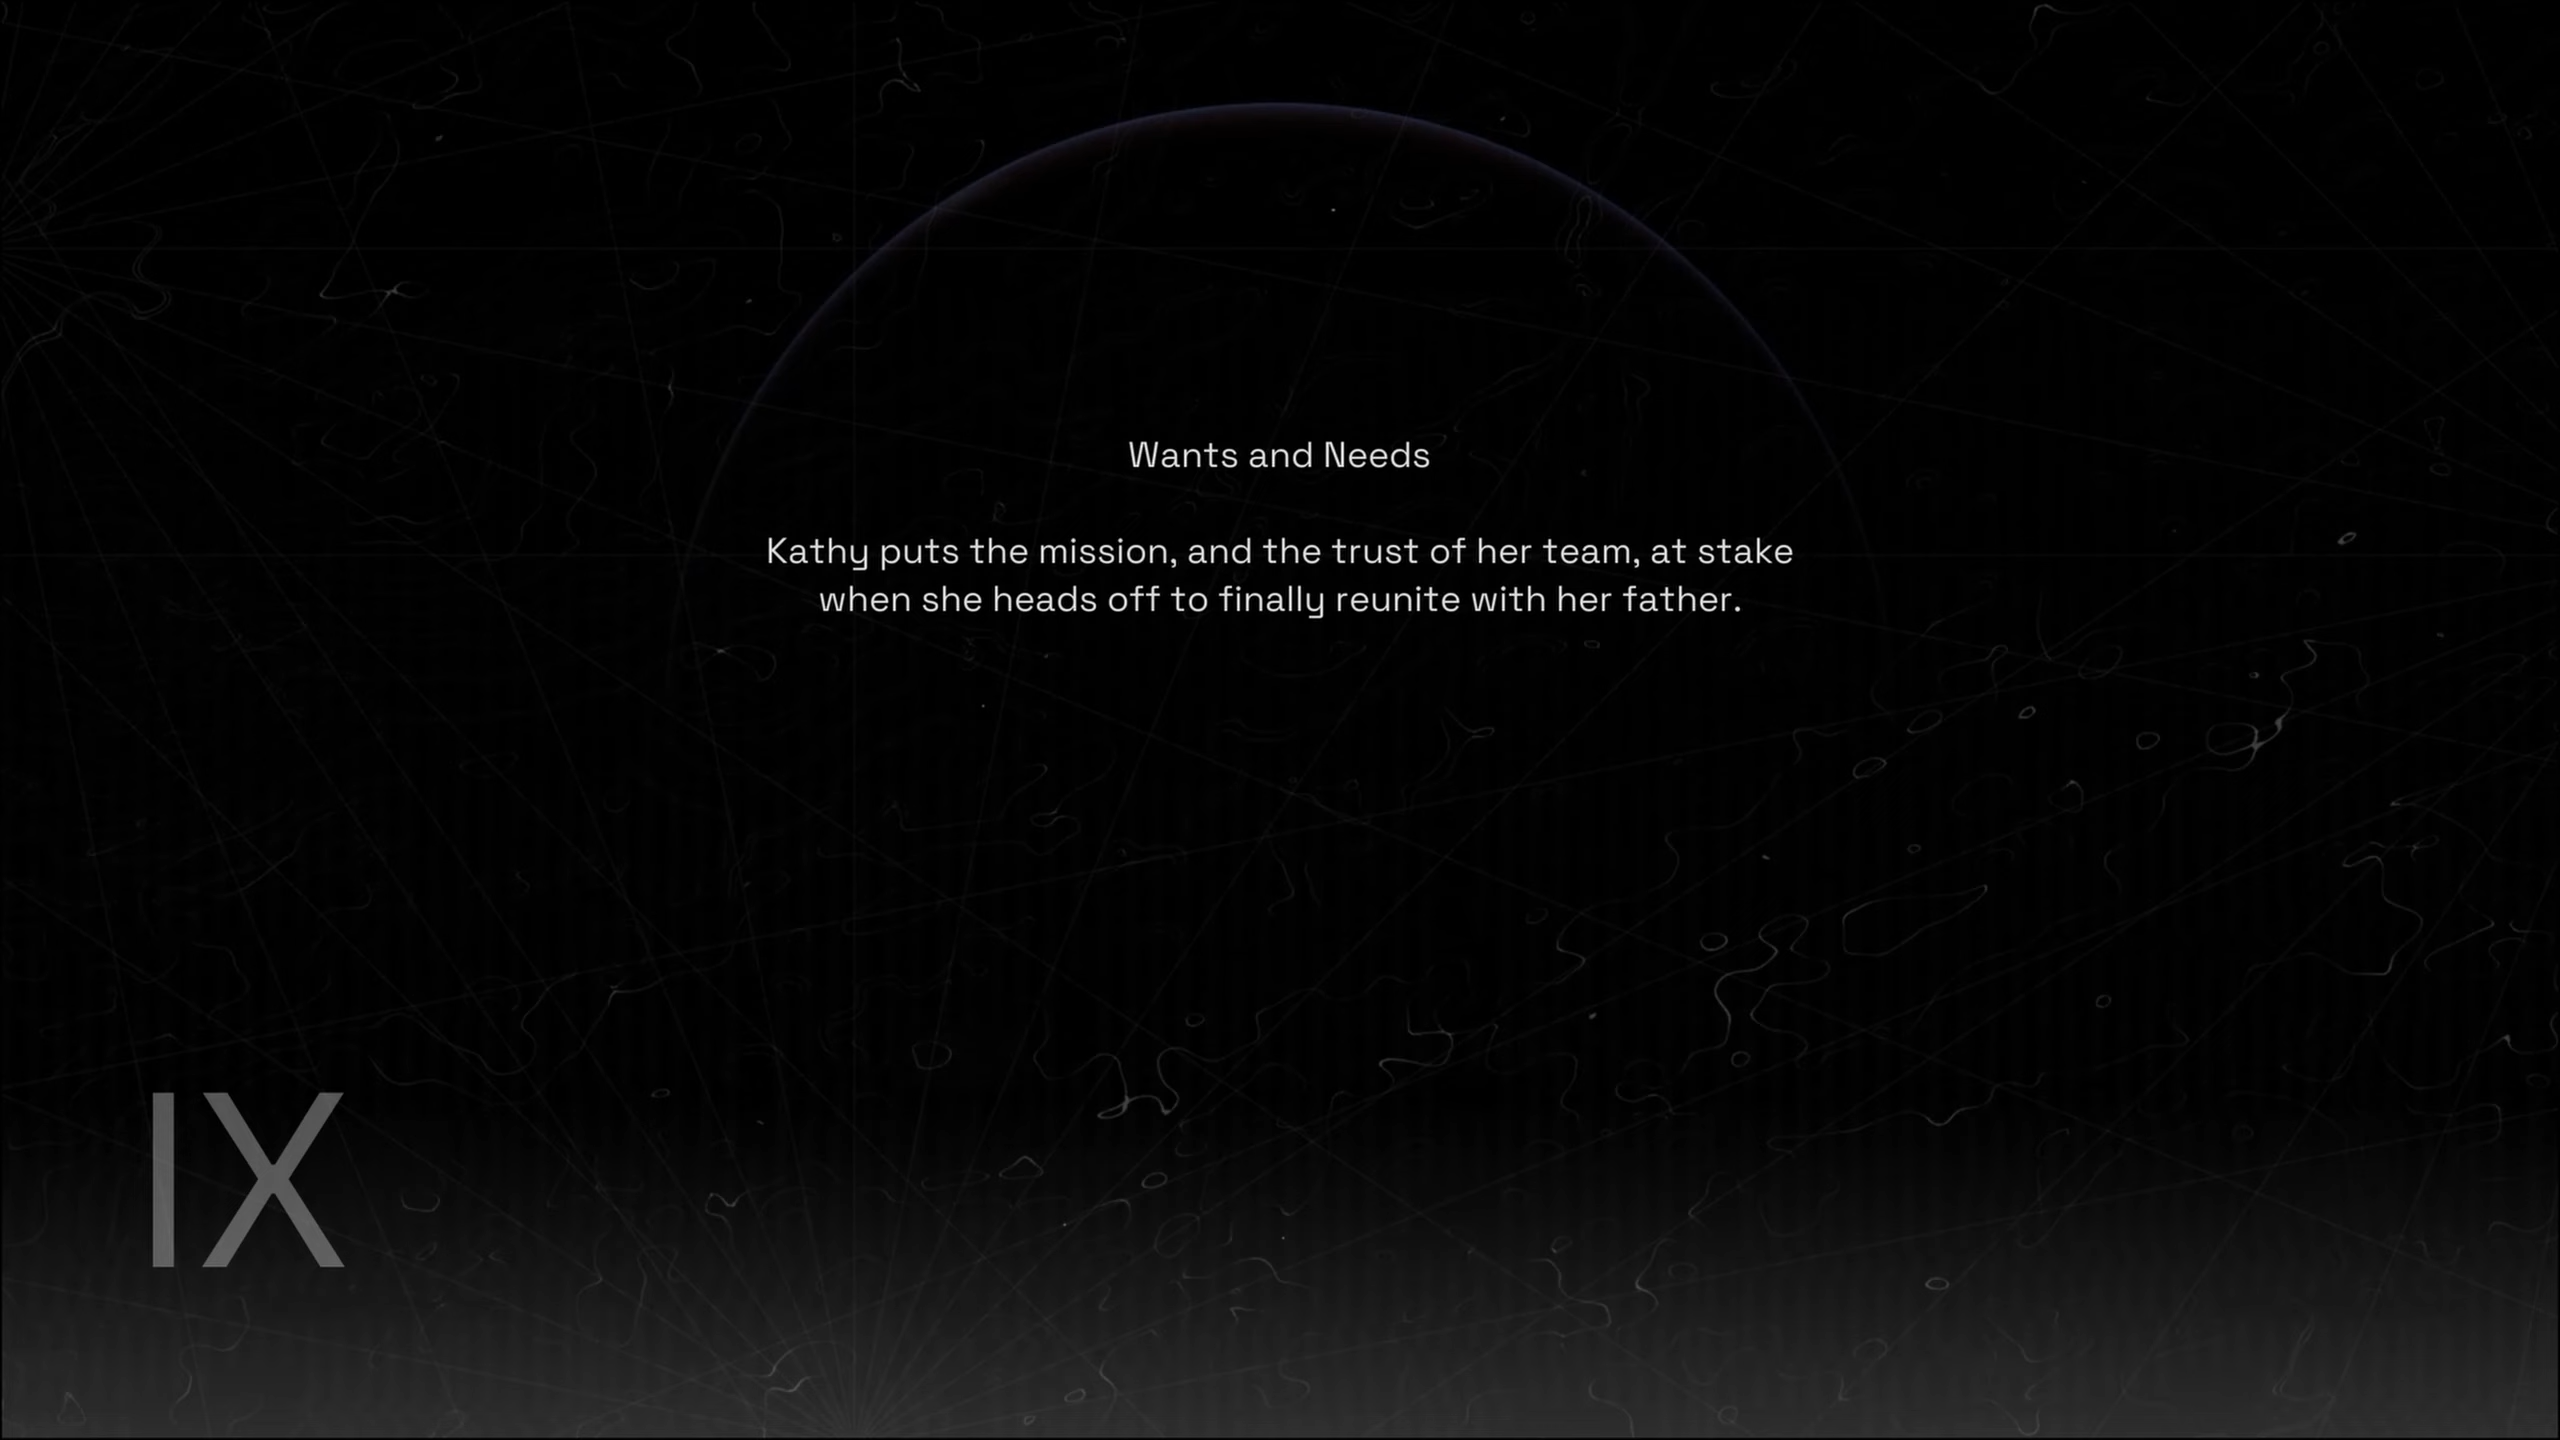 Wants and Needs
Kathy puts the mission, and the trust of her team, at stake
when she heads off to finally reunite with her father.
IX